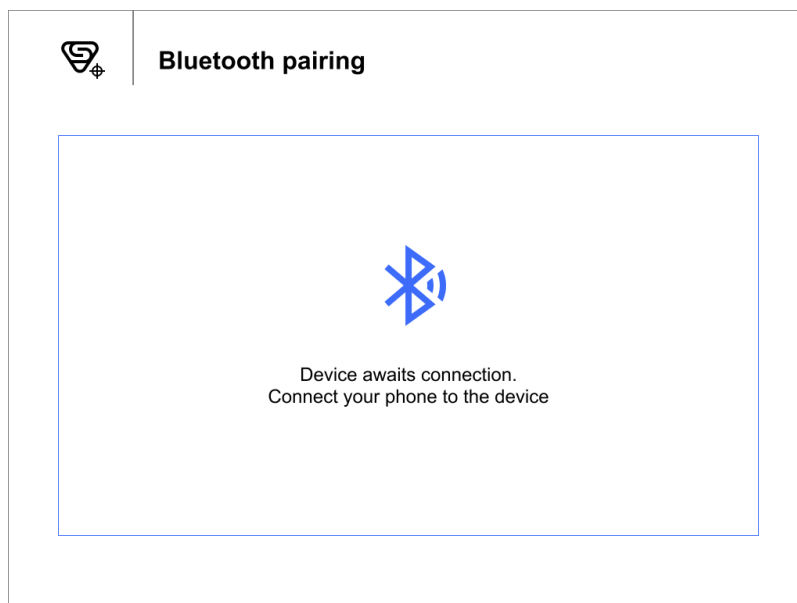 Bluetooth pairing
Device awaits connection.
Connect your phone to the device